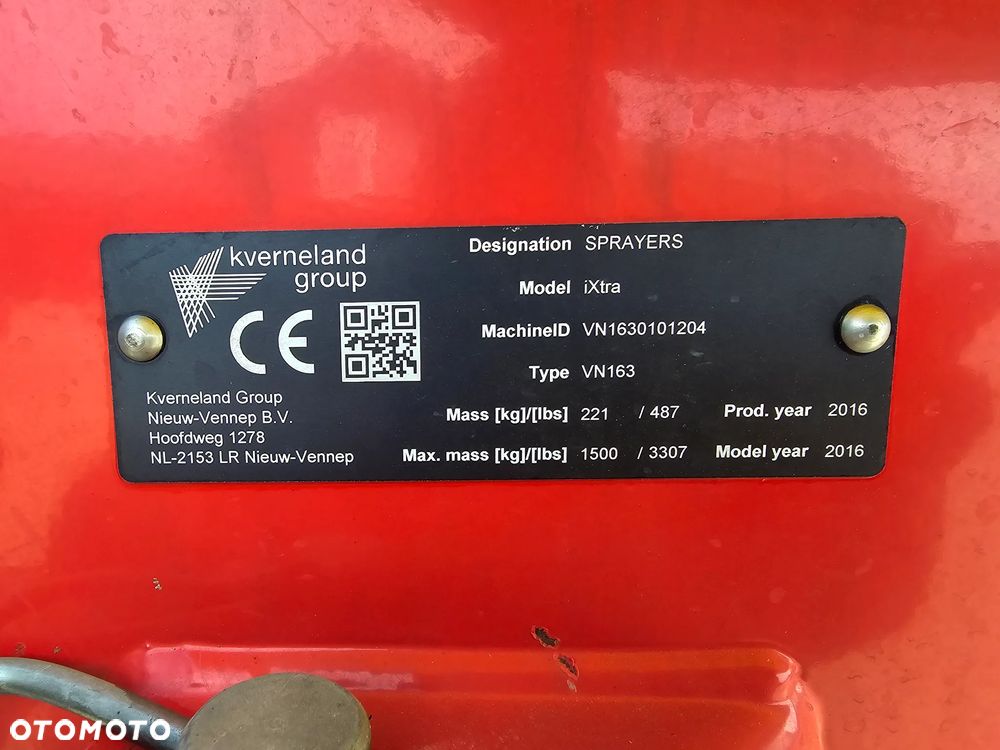 kverneland
group
CE
Kverneland Group
Nieuw-Vennep B.V.
Hoofdweg 1278
NL-2153 LR Nieuw-Vennep
Designation SPRAYERS
Model iXtra
MachineID VN1630101204
Type VN163
Mass [kg]/[lbs] 221 / 487 Prod. year 2016
Max. mass [kg]/[lbs] 1500 / 3307 Model year 2016
OTOMOTO